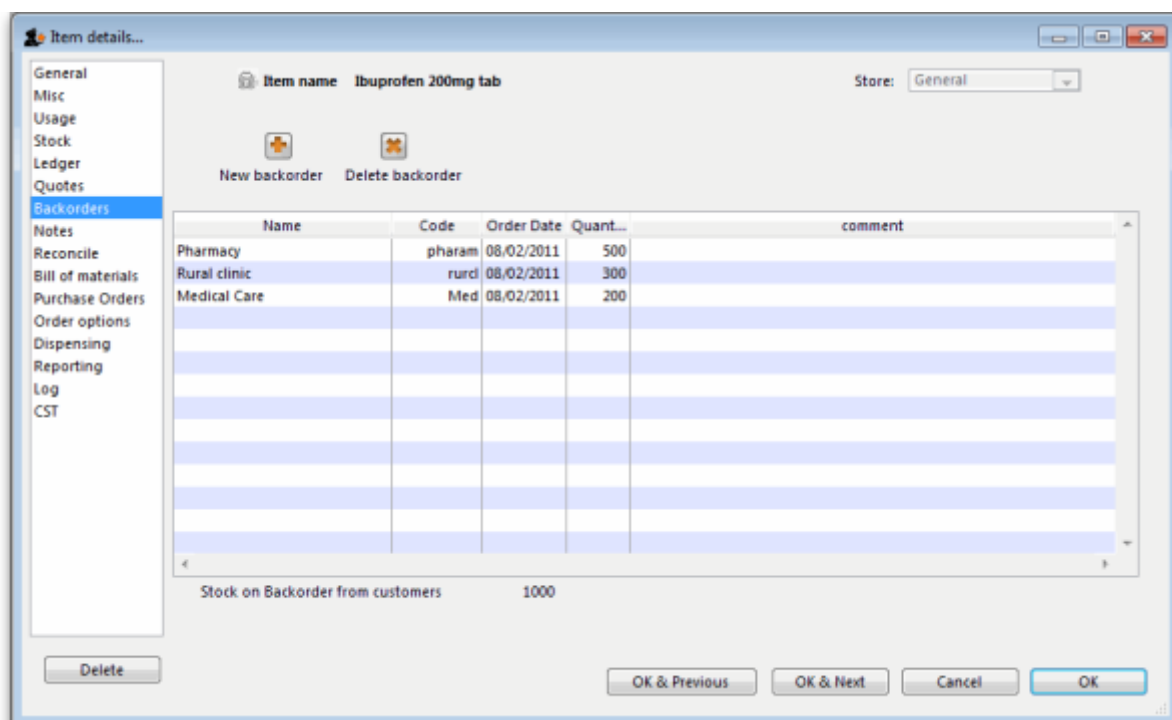 Item details...
General
Misc
Usage
Stock
Ledger
Quotes
Backorders
Notes
Reconcile
Bill of materials
Purchase Orders
Order options
Dispensing
Reporting
Log
CST
Item name Ibuprofen 200mg tab
Store: General
New backorder Delete backorder
Name Code Order Date Quant... comment
Pharmacy pharam 08/02/2011 500
Rural clinic rurcl 08/02/2011 300
Medical Care Med 08/02/2011 200
Stock on Backorder from customers 1000
Delete
OK & Previous OK & Next Cancel OK